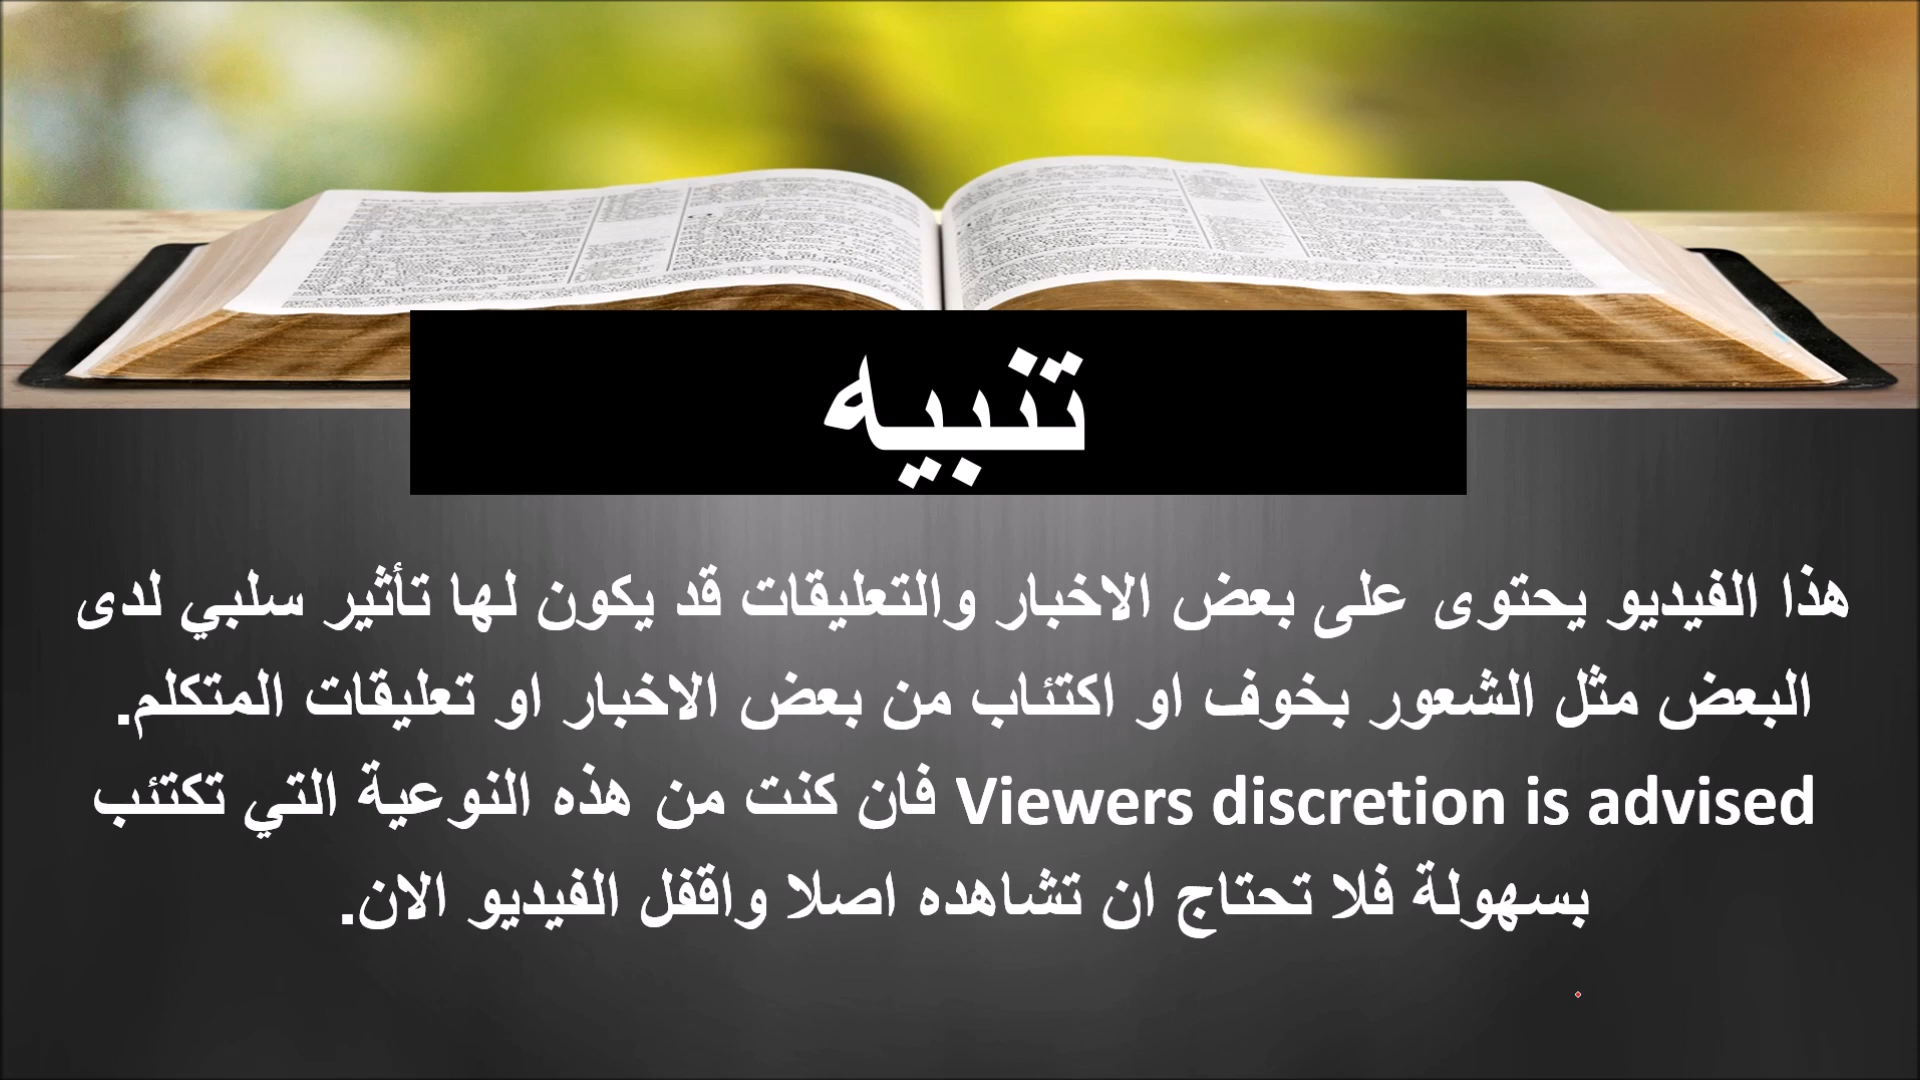 تنبيه
هذا الفيديو يحتوى على بعض الاخبار والتعليقات قد يكون لها تأثير سلبي لدى
البعض مثل الشعور بخوف او اكتئاب من بعض الاخبار او تعليقات المتكلم.
Viewers discretion is advised فان كنت من هذه النوعية التي تكتئب
بسهولة فلا تحتاج ان تشاهده اصلا واقفل الفيديو الان.